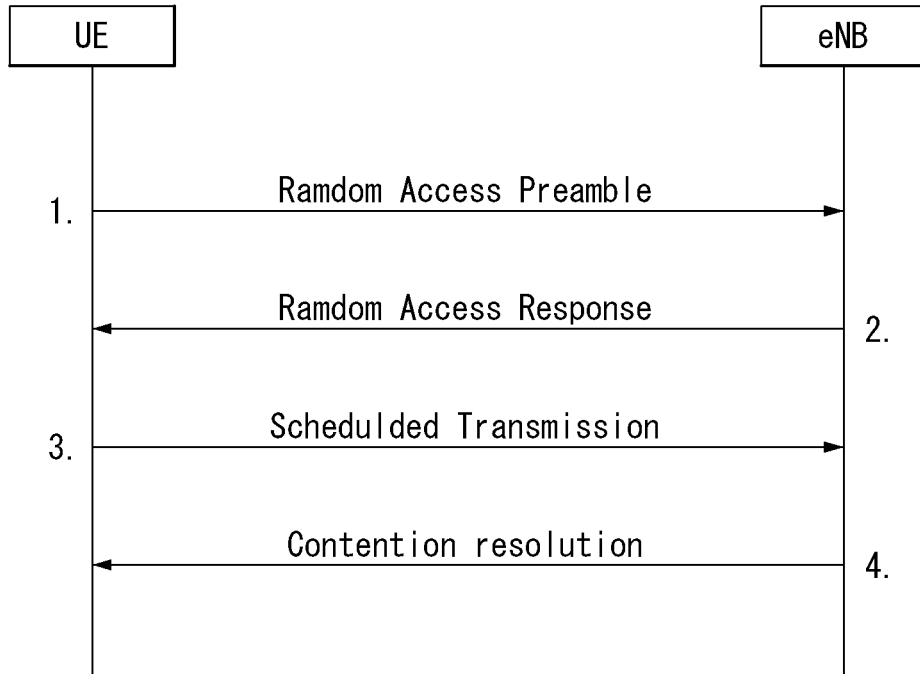 UE
eNB
1.
Ramdom Access Preamble
Ramdom Access Response
2.
3.
Schedulded Transmission
Contention resolution
4.